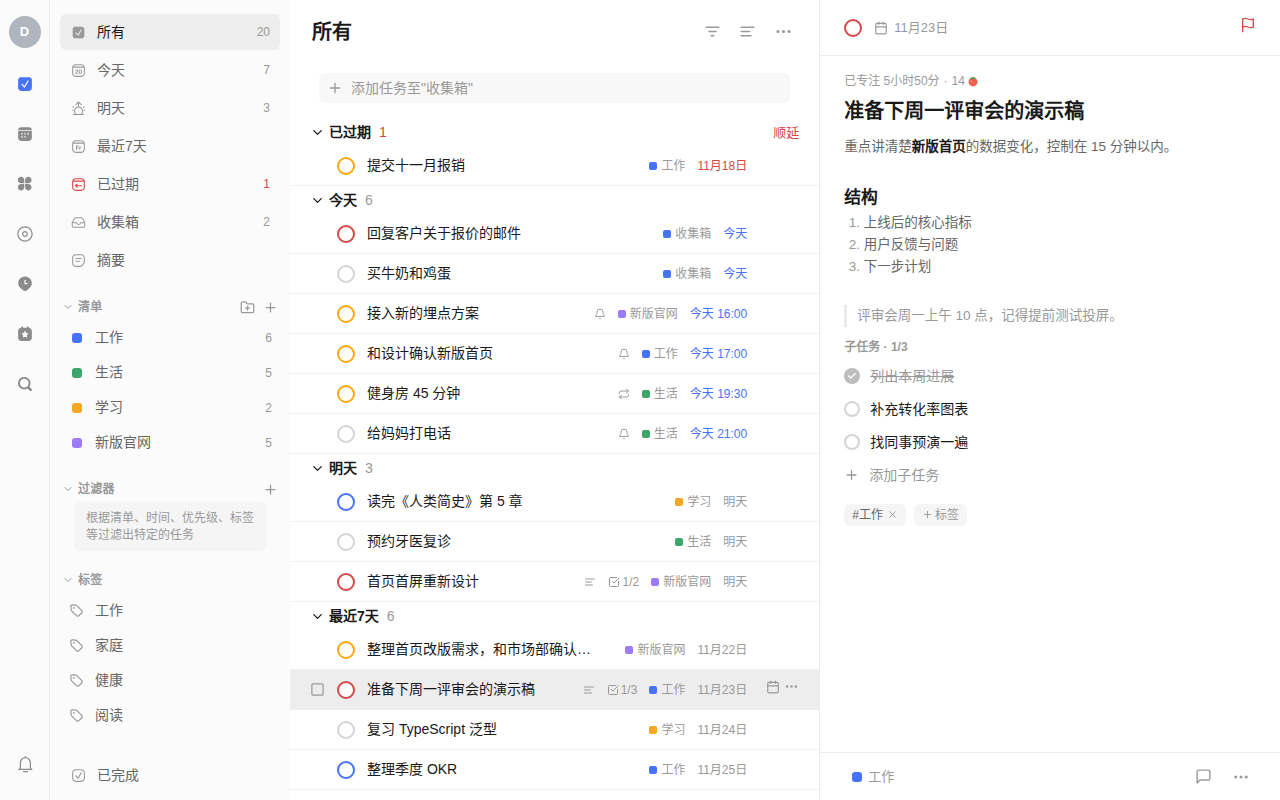 D
所有
20
今天
7
明天
3
最近7天
已过期
1
收集箱
2
摘要
清单
工作
6
生活
5
学习
2
新版官网
5
过滤器
根据清单、时间、优先级、标签
等过滤出特定的任务
标签
工作
家庭
健康
阅读
已完成
所有
添加任务至"收集箱"
已过期 1
顺延
提交十一月报销
工作 11月18日
今天 6
回复客户关于报价的邮件
收集箱 今天
买牛奶和鸡蛋
收集箱 今天
接入新的埋点方案
新版官网 今天 16:00
和设计确认新版首页
工作 今天 17:00
健身房 45 分钟
生活 今天 19:30
给妈妈打电话
生活 今天 21:00
明天 3
读完《人类简史》第 5 章
学习 明天
预约牙医复诊
生活 明天
首页首屏重新设计
1/2 新版官网 明天
最近7天 6
整理首页改版需求，和市场部确认…
新版官网 11月22日
准备下周一评审会的演示稿
1/3 工作 11月23日
复习 TypeScript 泛型
学习 11月24日
整理季度 OKR
工作 11月25日
11月23日
已专注 5小时50分 · 14
准备下周一评审会的演示稿
重点讲清楚新版首页的数据变化，控制在 15 分钟以内。
结构
1. 上线后的核心指标
2. 用户反馈与问题
3. 下一步计划
评审会周一上午 10 点，记得提前测试投屏。
子任务 · 1/3
列出本周进展
补充转化率图表
找同事预演一遍
添加子任务
#工作
标签
工作